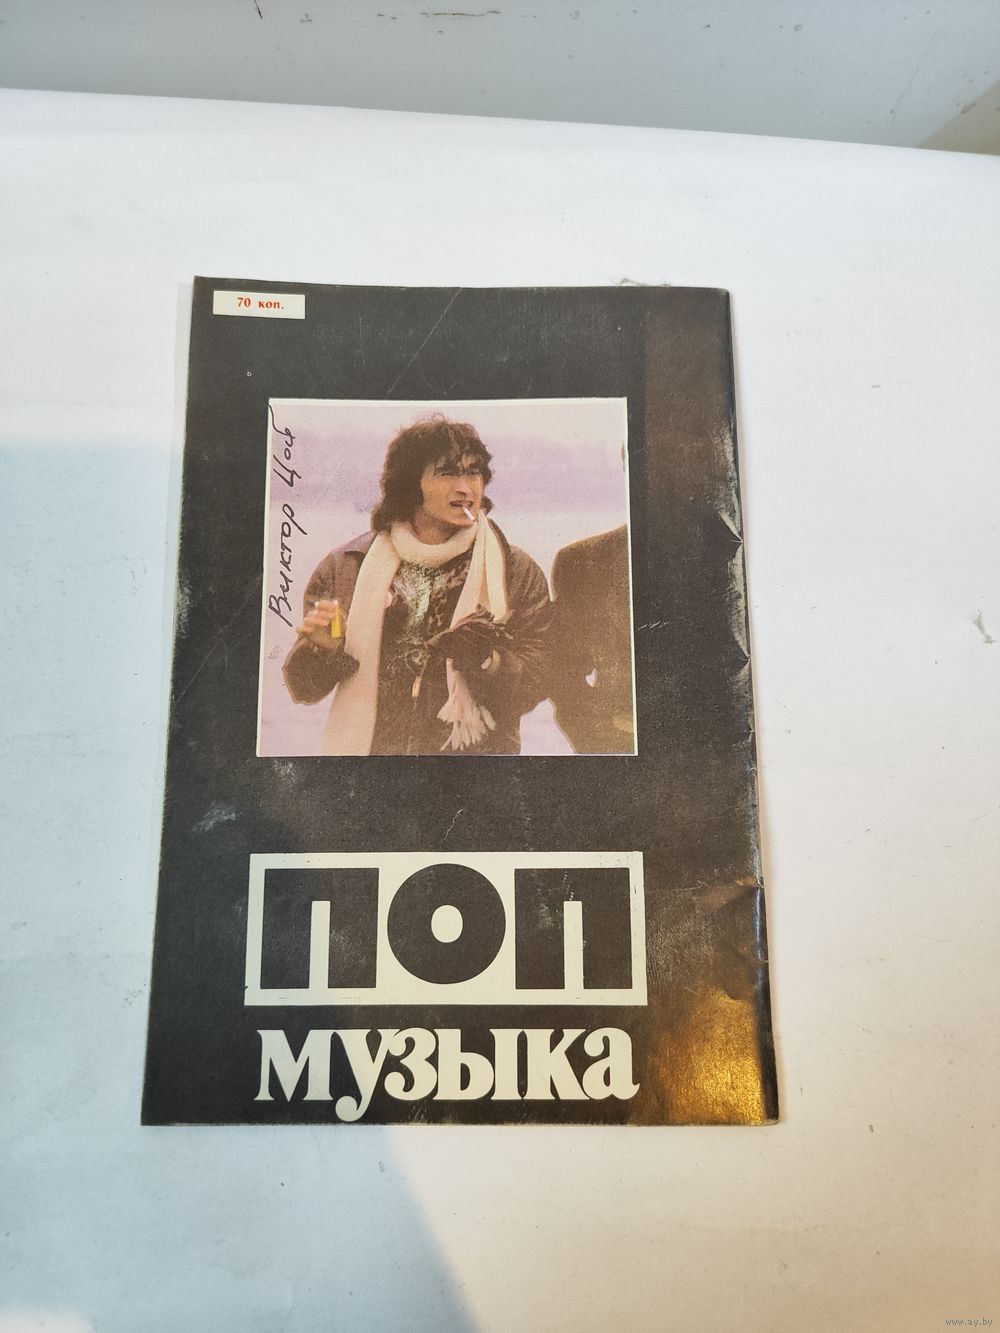 70 коп.
Виктор Цой
ПОП
музыка
www.ay.by